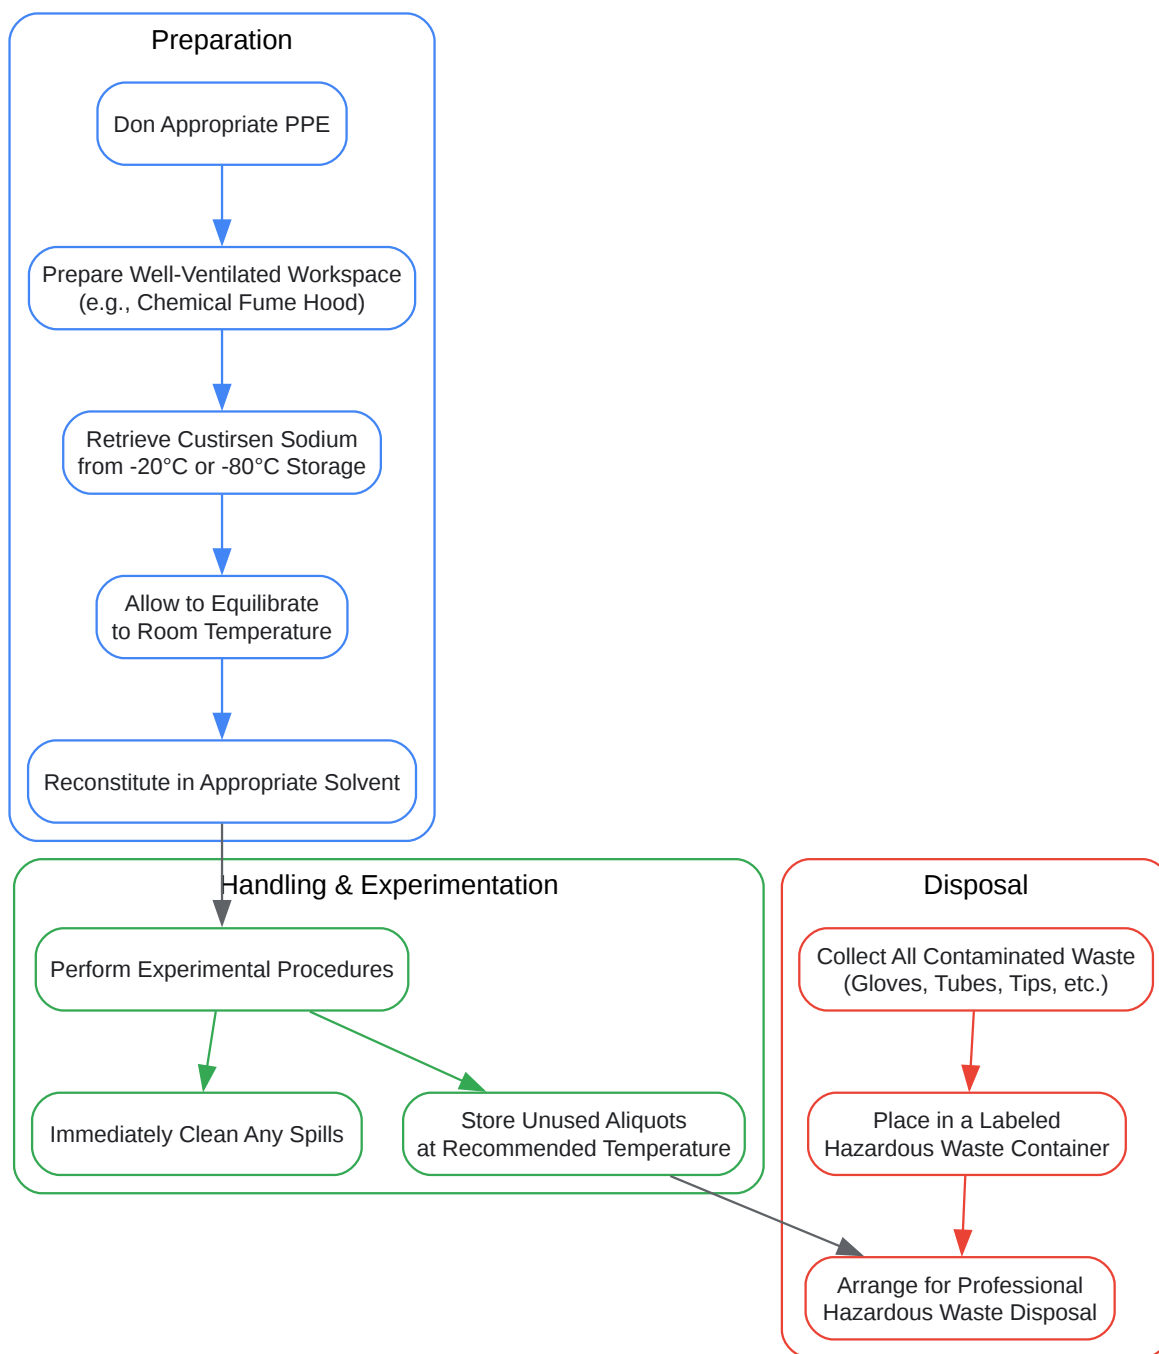 Preparation
Don Appropriate PPE
Prepare Well-Ventilated Workspace
(e.g., Chemical Fume Hood)
Retrieve Custirsen Sodium
from -20°C or -80°C Storage
Allow to Equilibrate
to Room Temperature
Reconstitute in Appropriate Solvent
Handling & Experimentation
Perform Experimental Procedures
Immediately Clean Any Spills
Store Unused Aliquots
at Recommended Temperature
Disposal
Collect All Contaminated Waste
(Gloves, Tubes, Tips, etc.)
Place in a Labeled
Hazardous Waste Container
Arrange for Professional
Hazardous Waste Disposal